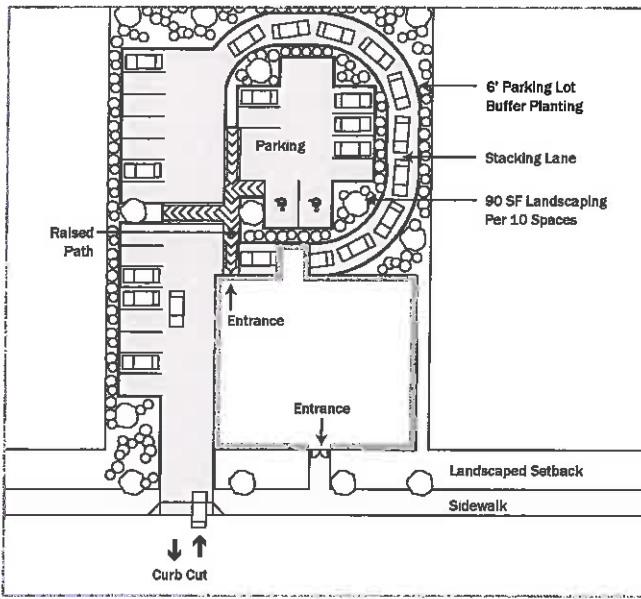 6' Parking Lot
Buffer Planting
Stacking Lane
Parking
90 SF Landscaping
Per 10 Spaces
Raised
Path
Entrance
Entrance
Landscaped Setback
Sidewalk
Curb Cut